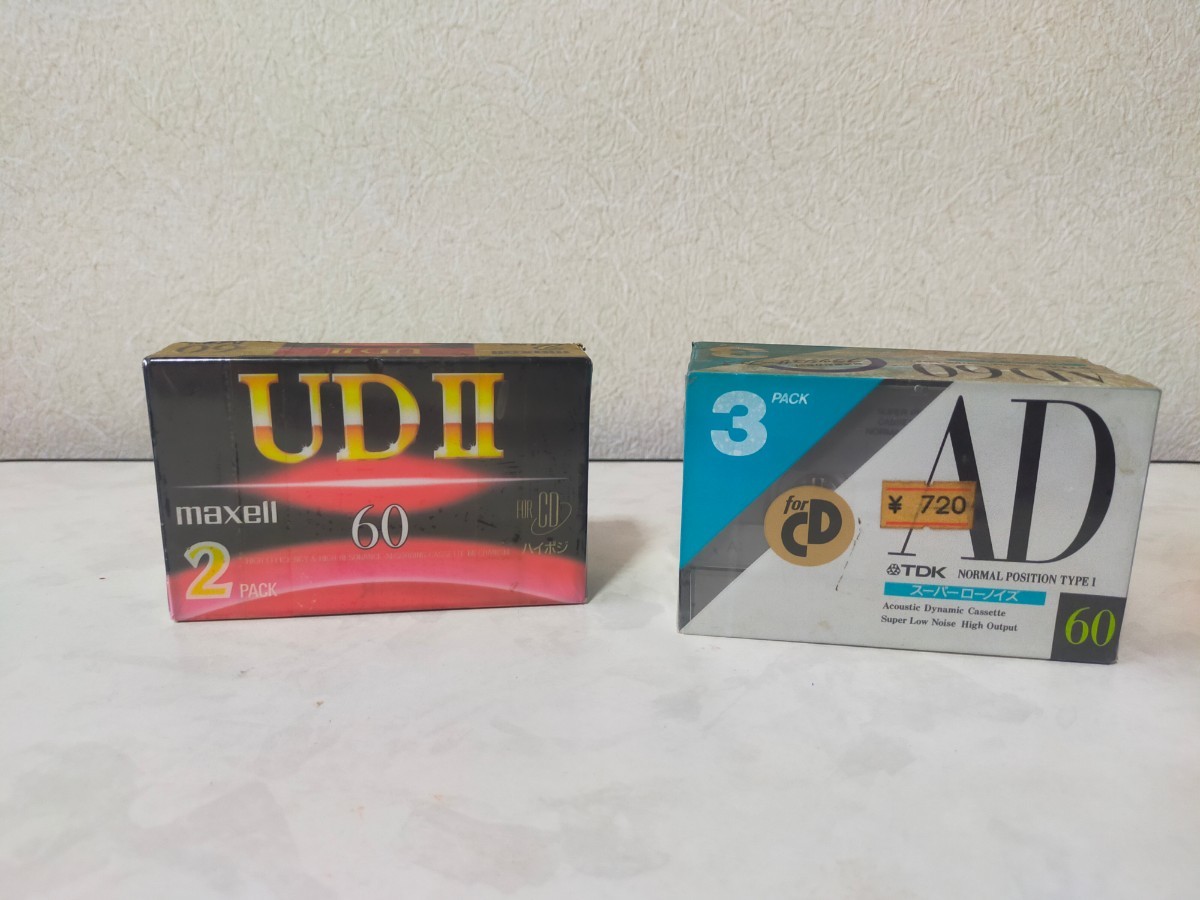 UDII
maxell
60
FOR CD
ハイポジ
2
PACK
AD60
3
PACK
AD
for
CD
¥ 720
TDK
NORMAL POSITION TYPE I
スーパーローノイズ
Acoustic Dynamic Cassette
Super Low Noise High Output
60